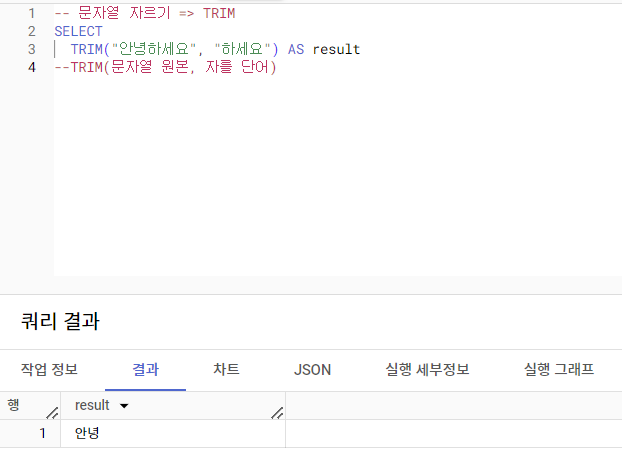 1 -- 문자열 자르기 => TRIM
2 SELECT
3 TRIM("안녕하세요", "하세요") AS result
4 --TRIM(문자열 원본, 자를 단어)
쿼리 결과
작업 정보 결과 차트 JSON 실행 세부정보 실행 그래프
행 result
1 안녕